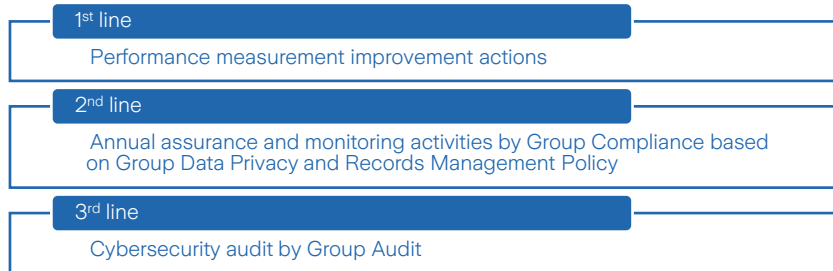 1st line
Performance measurement improvement actions
2nd line
Annual assurance and monitoring activities by Group Compliance based
on Group Data Privacy and Records Management Policy
3rd line
Cybersecurity audit by Group Audit